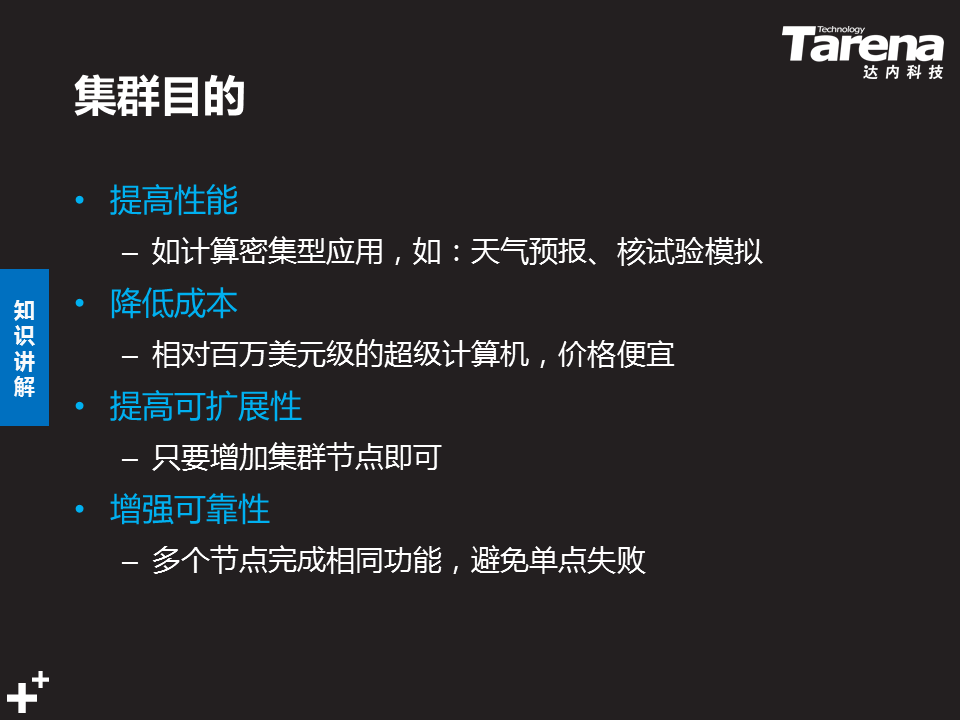 Technology
Tarena
达内科技
集群目的
• 提高性能
– 如计算密集型应用，如：天气预报、核试验模拟
• 降低成本
– 相对百万美元级的超级计算机，价格便宜
• 提高可扩展性
– 只要增加集群节点即可
• 增强可靠性
– 多个节点完成相同功能，避免单点失败
知
识
讲
解